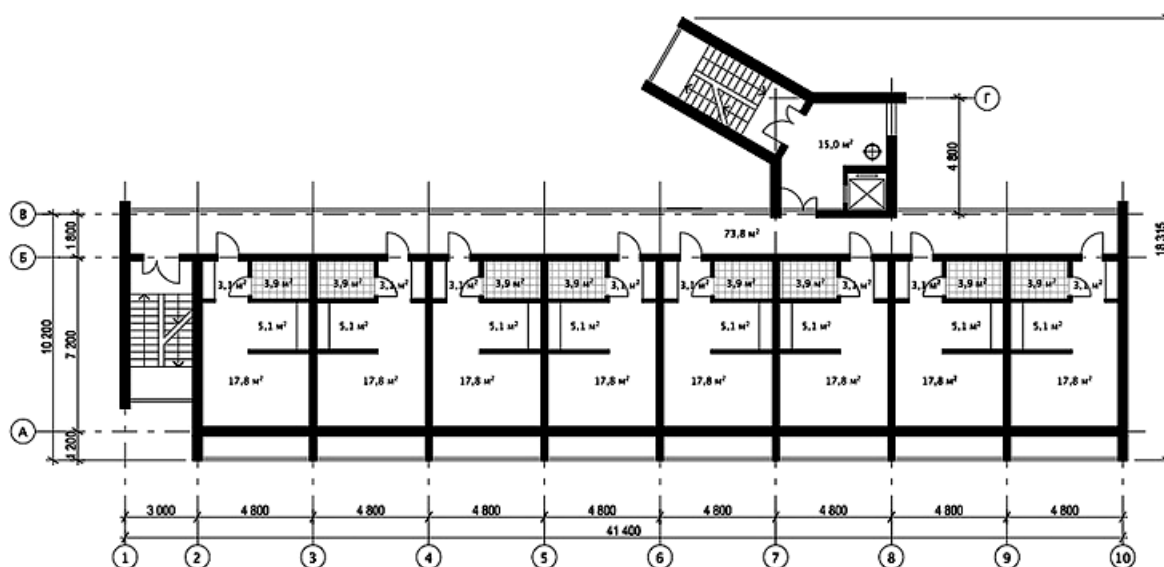 Г
15,0 м²
4 800
18 315
В
1 800
73,8 м²
Б
3,1 м² 3,9 м² 3,9 м² 3,1 м² 3,1 м² 3,9 м² 3,9 м² 3,1 м² 3,1 м² 3,9 м² 3,9 м² 3,1 м² 3,1 м² 3,9 м² 3,9 м² 3,1 м²
10 200
7 200
5,1 м² 5,1 м² 5,1 м² 5,1 м² 5,1 м² 5,1 м² 5,1 м² 5,1 м²
17,8 м² 17,8 м² 17,8 м² 17,8 м² 17,8 м² 17,8 м² 17,8 м² 17,8 м²
А
1 200
3 000 4 800 4 800 4 800 4 800 4 800 4 800 4 800 4 800
41 400
1 2 3 4 5 6 7 8 9 10